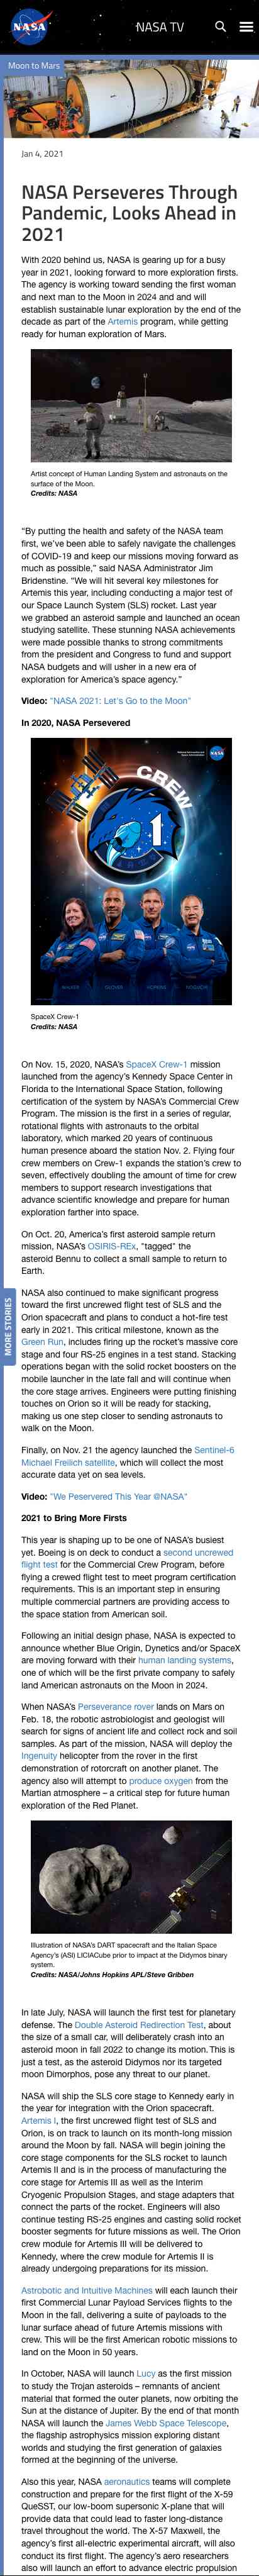 NASA
NASA TV
Moon to Mars
Jan 4, 2021
NASA Perseveres Through
Pandemic, Looks Ahead in
2021
With 2020 behind us, NASA is gearing up for a busy
year in 2021, looking forward to more exploration firsts.
The agency is working toward sending the first woman
and next man to the Moon in 2024 and and will
establish sustainable lunar exploration by the end of the
decade as part of the Artemis program, while getting
ready for human exploration of Mars.
Artist concept of Human Landing System and astronauts on the
surface of the Moon.
Credits: NASA
“By putting the health and safety of the NASA team
first, we’ve been able to safely navigate the challenges
of COVID-19 and keep our missions moving forward as
much as possible,” said NASA Administrator Jim
Bridenstine. “We will hit several key milestones for
Artemis this year, including conducting a major test of
our Space Launch System (SLS) rocket. Last year
we grabbed an asteroid sample and launched an ocean
studying satellite. These stunning NASA achievements
were made possible thanks to strong commitments
from the president and Congress to fund and support
NASA budgets and will usher in a new era of
exploration for America’s space agency.”
Video: “NASA 2021: Let’s Go to the Moon”
In 2020, NASA Persevered
NASA
CREW
1
WALKER GLOVER HOPKINS NOGUCHI
SpaceX Crew-1
Credits: NASA
On Nov. 15, 2020, NASA’s SpaceX Crew-1 mission
launched from the agency’s Kennedy Space Center in
Florida to the International Space Station, following
certification of the system by NASA’s Commercial Crew
Program. The mission is the first in a series of regular,
rotational flights with astronauts to the orbital
laboratory, which marked 20 years of continuous
human presence aboard the station Nov. 2. Flying four
crew members on Crew-1 expands the station’s crew to
seven, effectively doubling the amount of time for crew
members to support research investigations that
advance scientific knowledge and prepare for human
exploration farther into space.
On Oct. 20, America’s first asteroid sample return
mission, NASA’s OSIRIS-REx, "tagged" the
asteroid Bennu to collect a small sample to return to
Earth.
MORE STORIES
NASA also continued to make significant progress
toward the first uncrewed flight test of SLS and the
Orion spacecraft and plans to conduct a hot-fire test
early in 2021. This critical milestone, known as the
Green Run, includes firing up the rocket’s massive core
stage and four RS-25 engines in a test stand. Stacking
operations began with the solid rocket boosters on the
mobile launcher in the late fall and will continue when
the core stage arrives. Engineers were putting finishing
touches on Orion so it will be ready for stacking,
making us one step closer to sending astronauts to
walk on the Moon.
Finally, on Nov. 21 the agency launched the Sentinel-6
Michael Freilich satellite, which will collect the most
accurate data yet on sea levels.
Video: "We Peservered This Year @NASA"
2021 to Bring More Firsts
This year is shaping up to be one of NASA’s busiest
yet. Boeing is on deck to conduct a second uncrewed
flight test for the Commercial Crew Program, before
flying a crewed flight test to meet program certification
requirements. This is an important step in ensuring
multiple commercial partners are providing access to
the space station from American soil.
Following an initial design phase, NASA is expected to
announce whether Blue Origin, Dynetics and/or SpaceX
are moving forward with their human landing systems,
one of which will be the first private company to safely
land American astronauts on the Moon in 2024.
When NASA’s Perseverance rover lands on Mars on
Feb. 18, the robotic astrobiologist and geologist will
search for signs of ancient life and collect rock and soil
samples. As part of the mission, NASA will deploy the
Ingenuity helicopter from the rover in the first
demonstration of rotorcraft on another planet. The
agency also will attempt to produce oxygen from the
Martian atmosphere – a critical step for future human
exploration of the Red Planet.
Illustration of NASA’s DART spacecraft and the Italian Space
Agency’s (ASI) LICIACube prior to impact at the Didymos binary
system.
Credits: NASA/Johns Hopkins APL/Steve Gribben
In late July, NASA will launch the first test for planetary
defense. The Double Asteroid Redirection Test, about
the size of a small car, will deliberately crash into an
asteroid moon in fall 2022 to change its motion. This is
just a test, as the asteroid Didymos nor its targeted
moon Dimorphos, pose any threat to our planet.
NASA will ship the SLS core stage to Kennedy early in
the year for integration with the Orion spacecraft.
Artemis I, the first uncrewed flight test of SLS and
Orion, is on track to launch on its month-long mission
around the Moon by fall. NASA will begin joining the
core stage components for the SLS rocket to launch
Artemis II and is in the process of manufacturing the
core stage for Artemis III as well as the Interim
Cryogenic Propulsion Stages, and stage adapters that
connect the parts of the rocket. Engineers will also
continue testing RS-25 engines and casting solid rocket
booster segments for future missions as well. The Orion
crew module for Artemis III will be delivered to
Kennedy, where the crew module for Artemis II is
already undergoing preparations for its mission.
Astrobotic and Intuitive Machines will each launch their
first Commercial Lunar Payload Services flights to the
Moon in the fall, delivering a suite of payloads to the
lunar surface ahead of future Artemis missions with
crew. This will be the first American robotic missions to
land on the Moon in 50 years.
In October, NASA will launch Lucy as the first mission
to study the Trojan asteroids – remnants of ancient
material that formed the outer planets, now orbiting the
Sun at the distance of Jupiter. By the end of that month
NASA will launch the James Webb Space Telescope,
the flagship astrophysics mission exploring distant
worlds and studying the first generation of galaxies
formed at the beginning of the universe.
Also this year, NASA aeronautics teams will complete
construction and prepare for the first flight of the X-59
QueSST, our low-boom supersonic X-plane that will
provide data that could lead to faster long-distance
travel throughout the world. The X-57 Maxwell, the
agency’s first all-electric experimental aircraft, will also
conduct its first flight. The agency’s aero researchers
also will launch an effort to advance electric propulsion